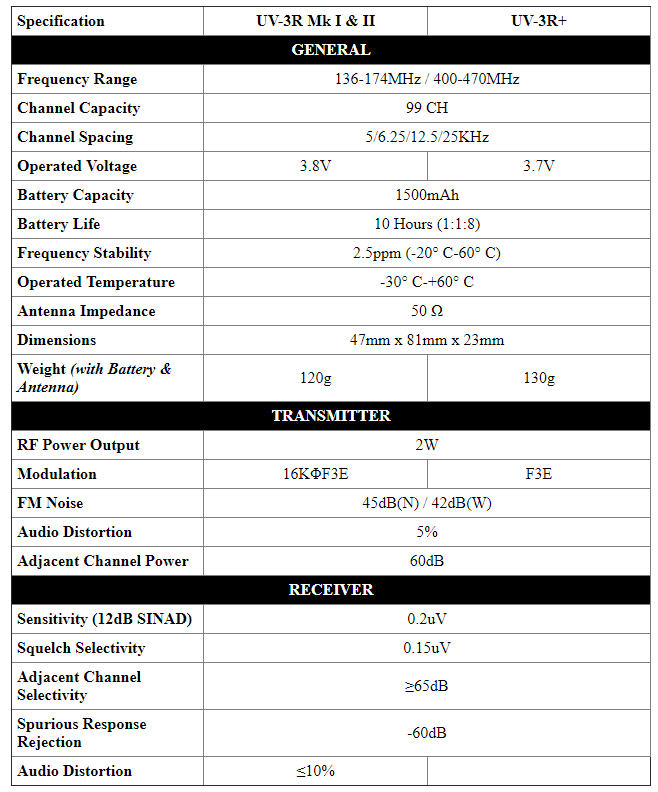 Specification UV-3R Mk I & II UV-3R+
GENERAL
Frequency Range 136-174MHz / 400-470MHz
Channel Capacity 99 CH
Channel Spacing 5/6.25/12.5/25KHz
Operated Voltage 3.8V 3.7V
Battery Capacity 1500mAh
Battery Life 10 Hours (1:1:8)
Frequency Stability 2.5ppm (-20° C-60° C)
Operated Temperature -30° C-+60° C
Antenna Impedance 50 Ω
Dimensions 47mm x 81mm x 23mm
Weight (with Battery &
Antenna) 120g 130g
TRANSMITTER
RF Power Output 2W
Modulation 16KΦF3E F3E
FM Noise 45dB(N) / 42dB(W)
Audio Distortion 5%
Adjacent Channel Power 60dB
RECEIVER
Sensitivity (12dB SINAD) 0.2uV
Squelch Selectivity 0.15uV
Adjacent Channel
Selectivity ≥65dB
Spurious Response
Rejection -60dB
Audio Distortion ≤10%